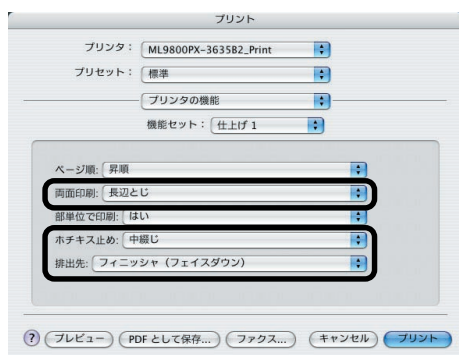 プリント
プリンタ： ML9800PX-3635B2_Print
プリセット： 標準
プリンタの機能
機能セット： 仕上げ 1
ページ順: 昇順
両面印刷: 長辺とじ
部単位で印刷: はい
ホチキス止め: 中綴じ
排出先: フィニッシャ（フェイスダウン）
? プレビュー PDF として保存... ファクス... キャンセル プリント